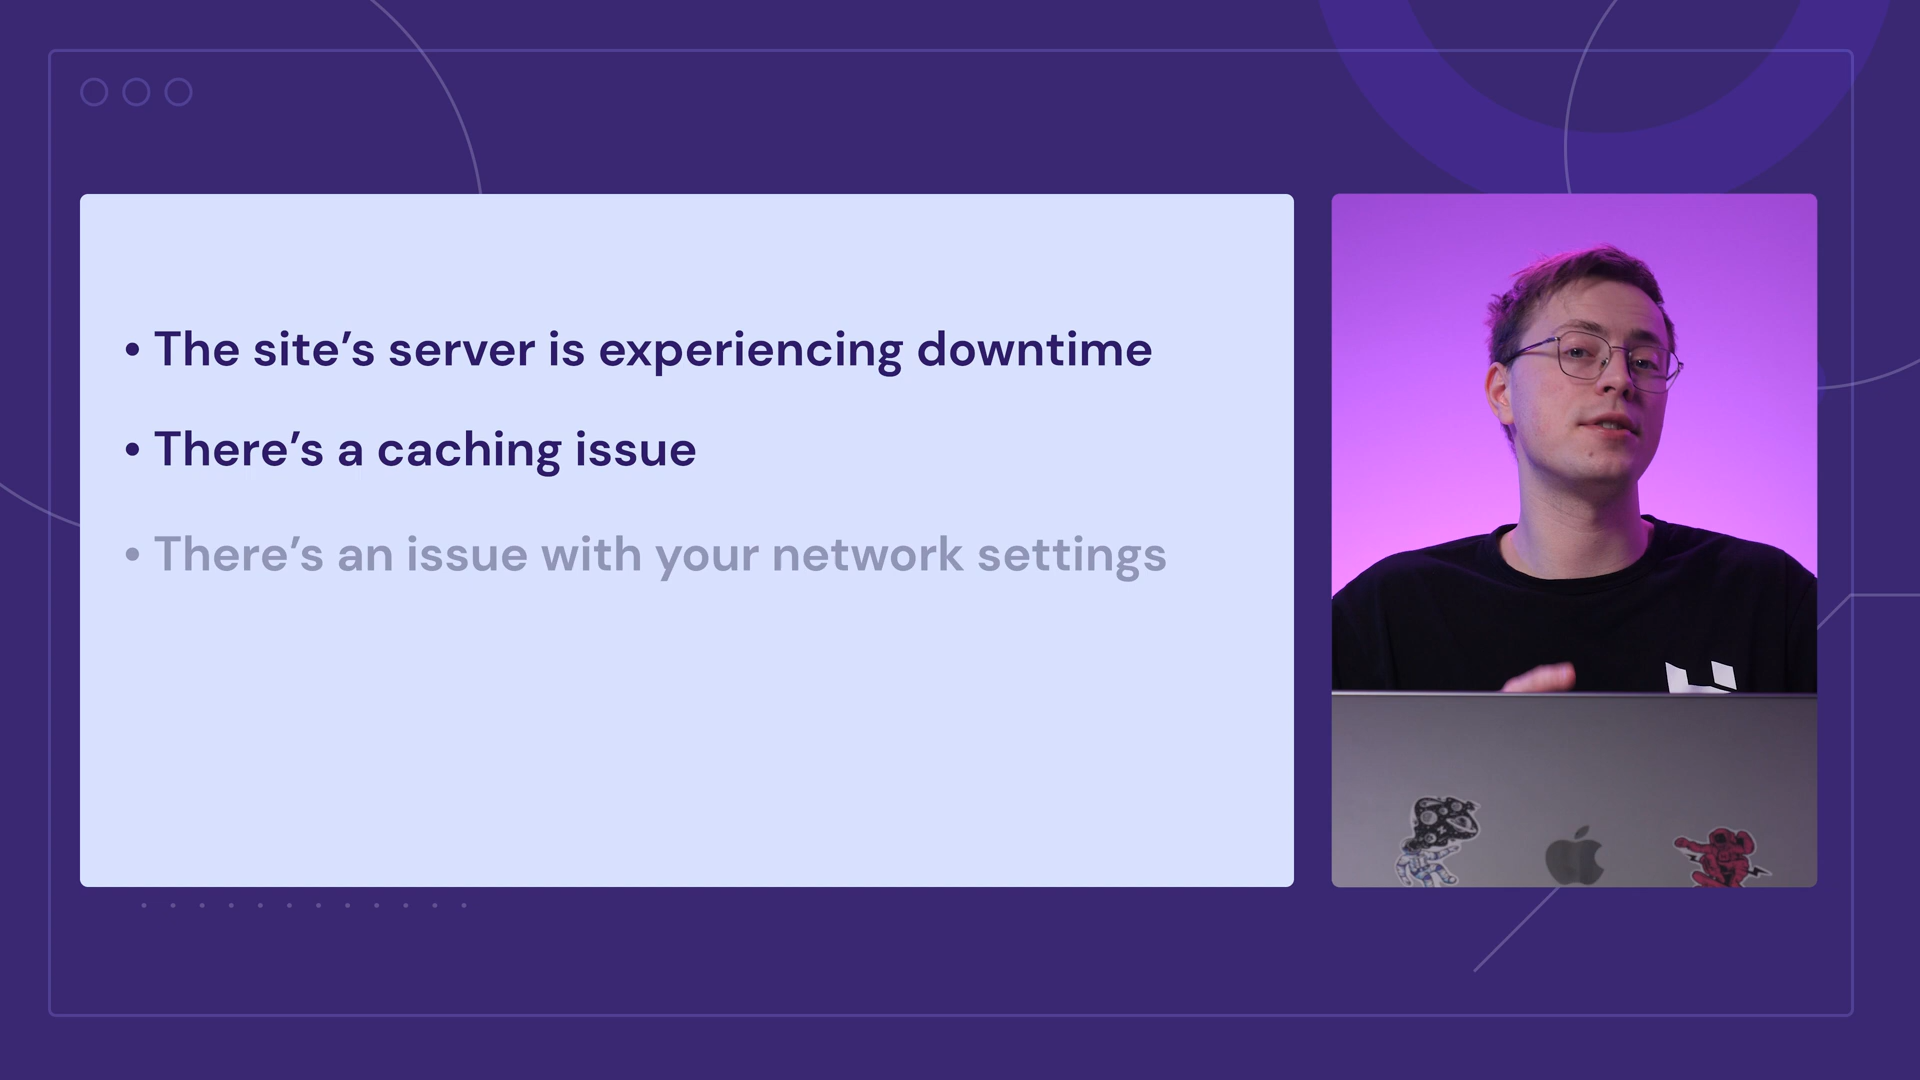 • The site’s server is experiencing downtime
• There’s a caching issue
• There’s an issue with your network settings